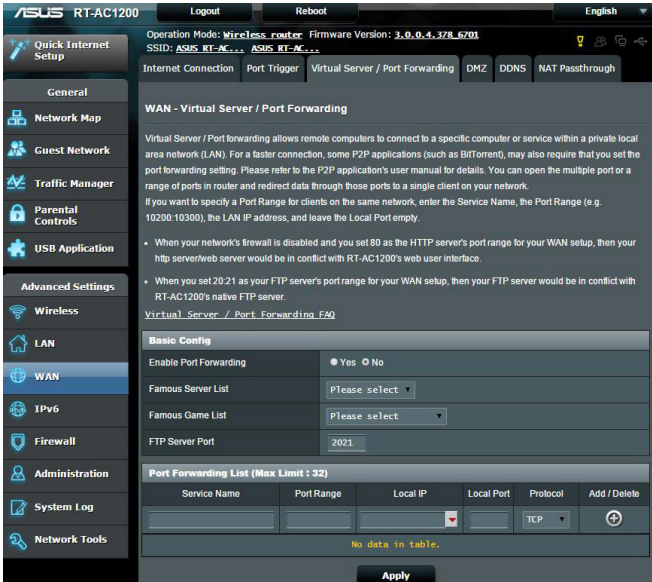 ASUS RT-AC1200 Logout Reboot English
Operation Mode: Wireless router Firmware Version: 3.0.0.4.378_6701
SSID: ASUS RT-AC... ASUS RT-AC...
Quick Internet
Setup
Internet Connection Port Trigger Virtual Server / Port Forwarding DMZ DDNS NAT Passthrough
General
Network Map
Guest Network
Traffic Manager
Parental
Controls
USB Application
Advanced Settings
Wireless
LAN
WAN
IPv6
Firewall
Administration
System Log
Network Tools
WAN - Virtual Server / Port Forwarding
Virtual Server / Port forwarding allows remote computers to connect to a specific computer or service within a private local
area network (LAN). For a faster connection, some P2P applications (such as BitTorrent), may also require that you set the
port forwarding setting. Please refer to the P2P application's user manual for details. You can open the multiple port or a
range of ports in router and redirect data through those ports to a single client on your network.
If you want to specify a Port Range for clients on the same network, enter the Service Name, the Port Range (e.g.
10200:10300), the LAN IP address, and leave the Local Port empty.
• When your network's firewall is disabled and you set 80 as the HTTP server's port range for your WAN setup, then your
http server/web server would be in conflict with RT-AC1200's web user interface.
• When you set 20:21 as your FTP server's port range for your WAN setup, then your FTP server would be in conflict with
RT-AC1200's native FTP server.
Virtual Server / Port Forwarding FAQ
Basic Config
Enable Port Forwarding Yes No
Famous Server List Please select
Famous Game List Please select
FTP Server Port 2021
Port Forwarding List (Max Limit : 32)
Service Name Port Range Local IP Local Port Protocol Add / Delete
TCP
No data in table.
Apply